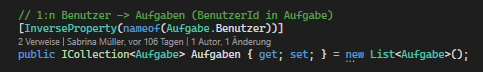 // 1:n Benutzer -> Aufgaben (BenutzerId in Aufgabe)
[InverseProperty(nameof(Aufgabe.Benutzer))]
2 Verweise | Sabrina Müller, vor 106 Tagen | 1 Autor, 1 Änderung
public ICollection<Aufgabe> Aufgaben { get; set; } = new List<Aufgabe>();